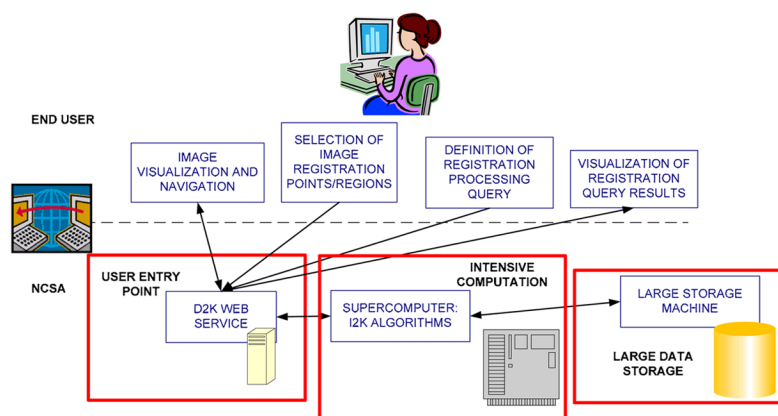 END USER
IMAGE
VISUALIZATION AND
NAVIGATION
SELECTION OF
IMAGE
REGISTRATION
POINTS/REGIONS
DEFINITION OF
REGISTRATION
PROCESSING
QUERY
VISUALIZATION OF
REGISTRATION
QUERY RESULTS
NCSA
USER ENTRY
POINT
D2K WEB
SERVICE
INTENSIVE
COMPUTATION
SUPERCOMPUTER:
I2K ALGORITHMS
LARGE STORAGE
MACHINE
LARGE DATA
STORAGE